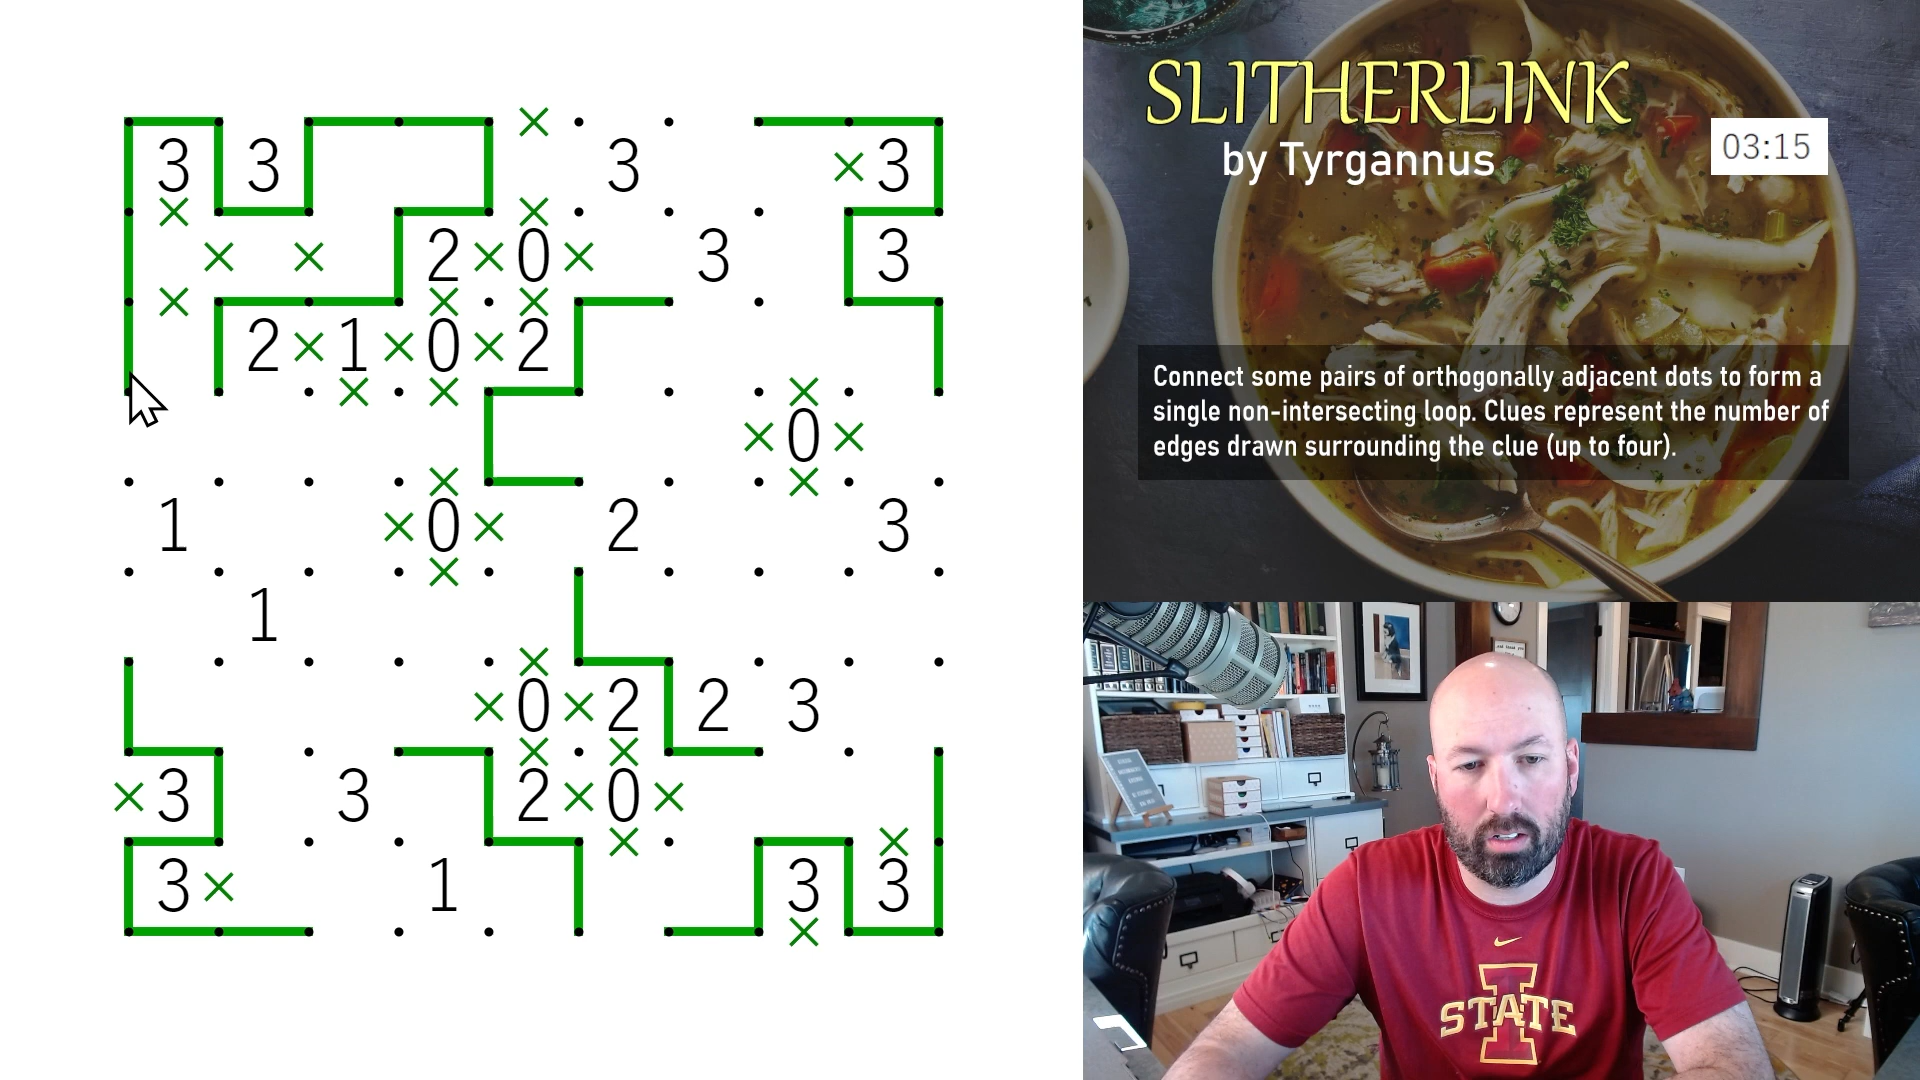 SLITHERLINK
by Tyrgannus
03:15
Connect some pairs of orthogonally adjacent dots to form a
single non-intersecting loop. Clues represent the number of
edges drawn surrounding the clue (up to four).
3 3 3 3
2 0 3 3
2 1 0 2
0
1 0 2 3
1
0 2 2 3
3 3 2 0
3 1 3 3
I
STATE